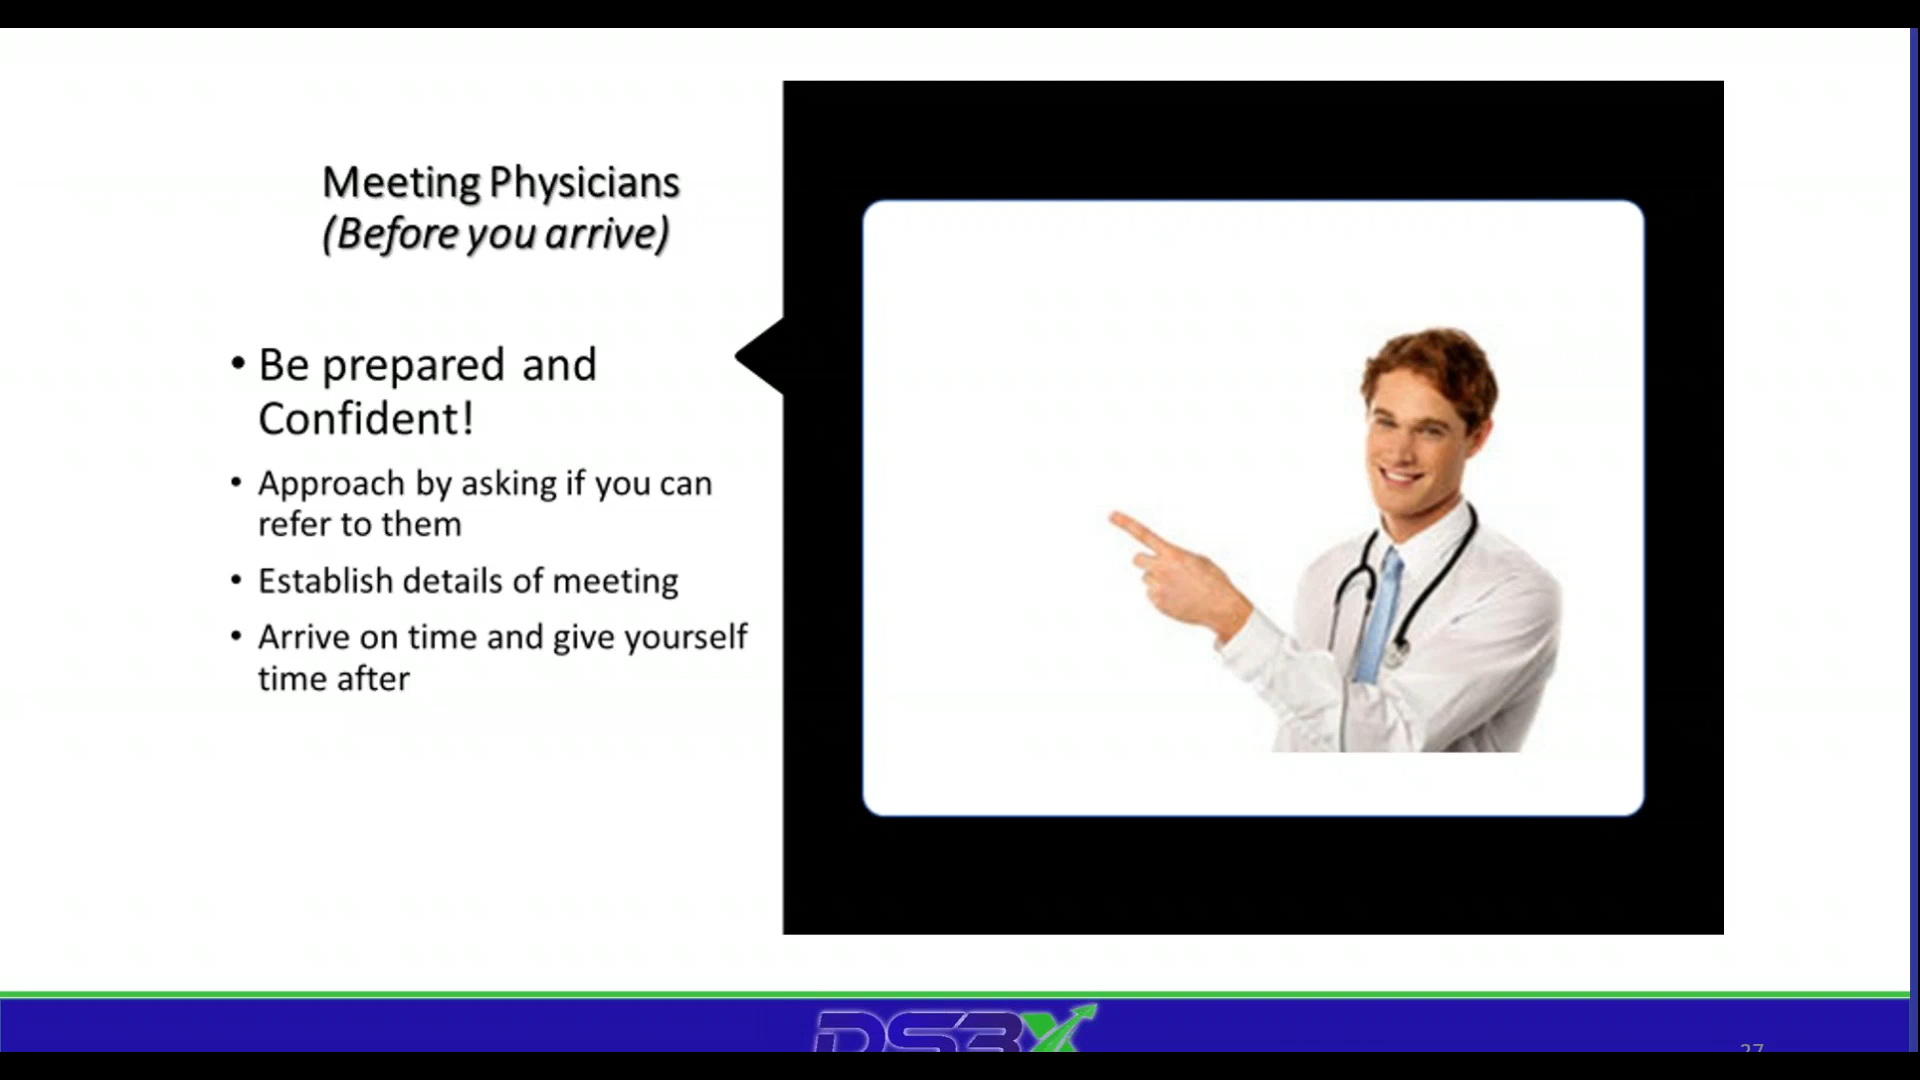 Meeting Physicians
(Before you arrive)
• Be prepared and
Confident!
• Approach by asking if you can
refer to them
• Establish details of meeting
• Arrive on time and give yourself
time after
DS3X
27